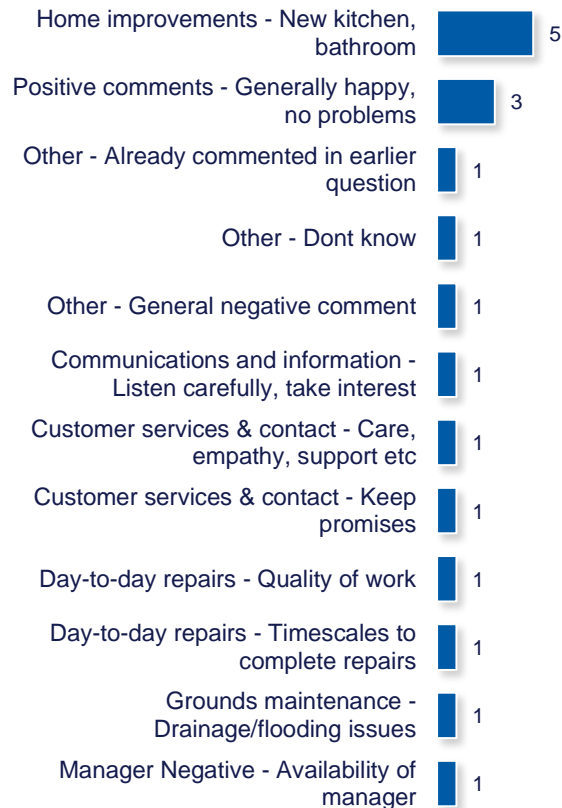 Home improvements - New kitchen,
bathroom
5
Positive comments - Generally happy,
no problems
3
Other - Already commented in earlier
question
1
Other - Dont know
1
Other - General negative comment
1
Communications and information -
Listen carefully, take interest
1
Customer services & contact - Care,
empathy, support etc
1
Customer services & contact - Keep
promises
1
Day-to-day repairs - Quality of work
1
Day-to-day repairs - Timescales to
complete repairs
1
Grounds maintenance -
Drainage/flooding issues
1
Manager Negative - Availability of
manager
1